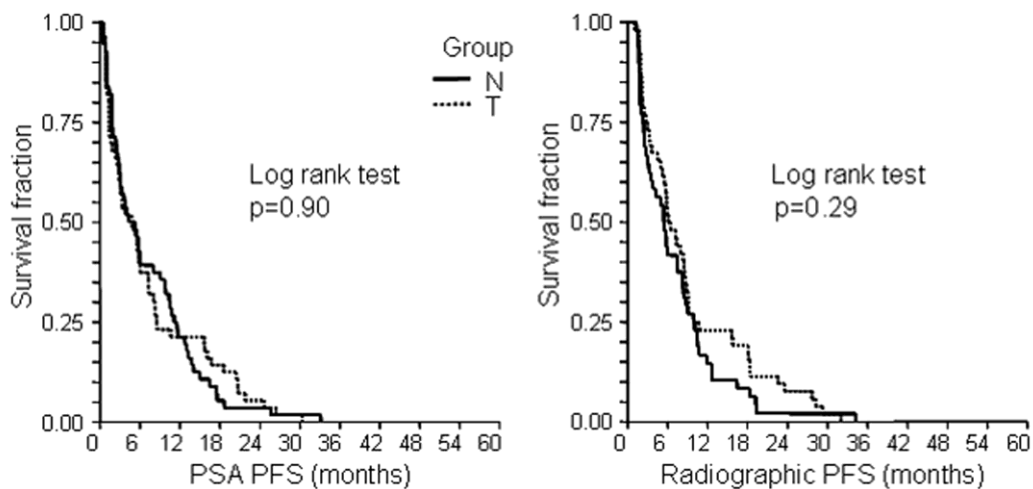 1.00
0.75
0.50
0.25
0.00
Survival fraction
Group
N
T
Log rank test
p=0.90
0 6 12 18 24 30 36 42 48 54 60
PSA PFS (months)
1.00
0.75
0.50
0.25
0.00
Survival fraction
Log rank test
p=0.29
0 6 12 18 24 30 36 42 48 54 60
Radiographic PFS (months)